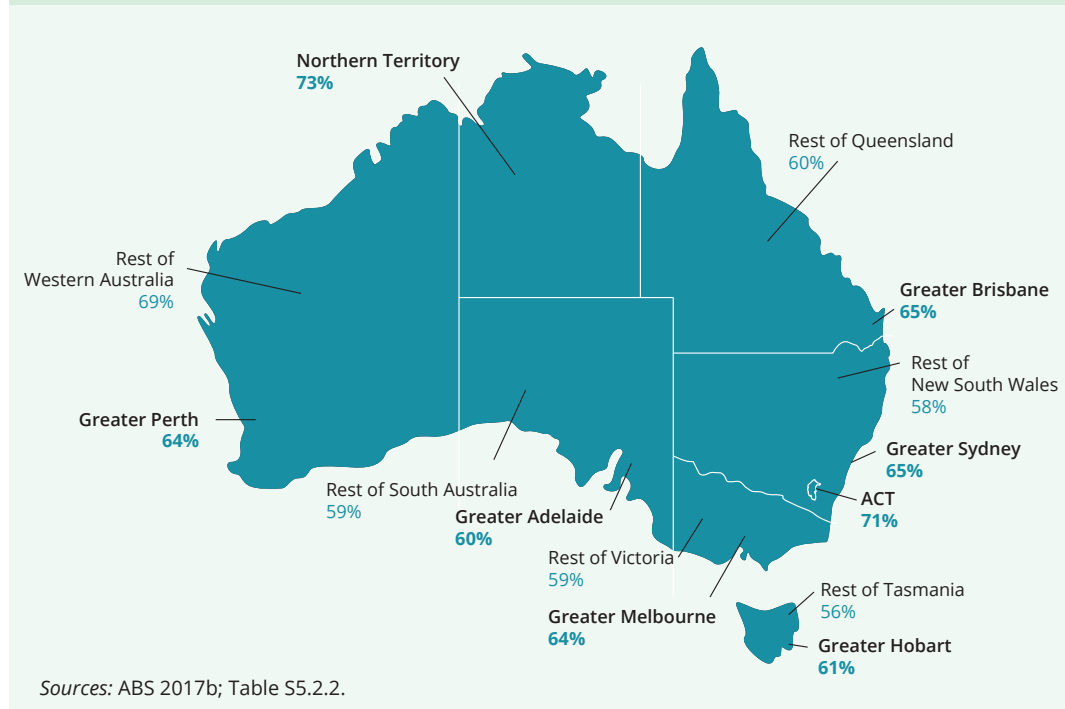 Northern Territory
73%
Rest of Queensland
60%
Rest of
Western Australia
69%
Greater Brisbane
65%
Rest of
New South Wales
58%
Greater Perth
64%
Greater Sydney
65%
Rest of South Australia
59%
ACT
71%
Greater Adelaide
60%
Rest of Victoria
59%
Rest of Tasmania
56%
Greater Melbourne
64%
Greater Hobart
61%
Sources: ABS 2017b; Table S5.2.2.